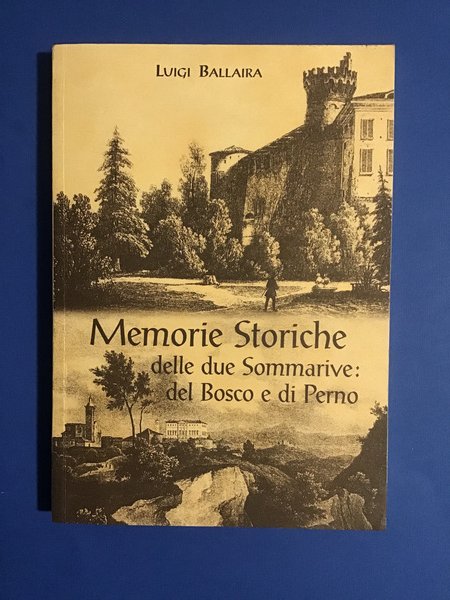 LUIGI BALLAIRA
Memorie Storiche
delle due Sommarive:
del Bosco e di Perno